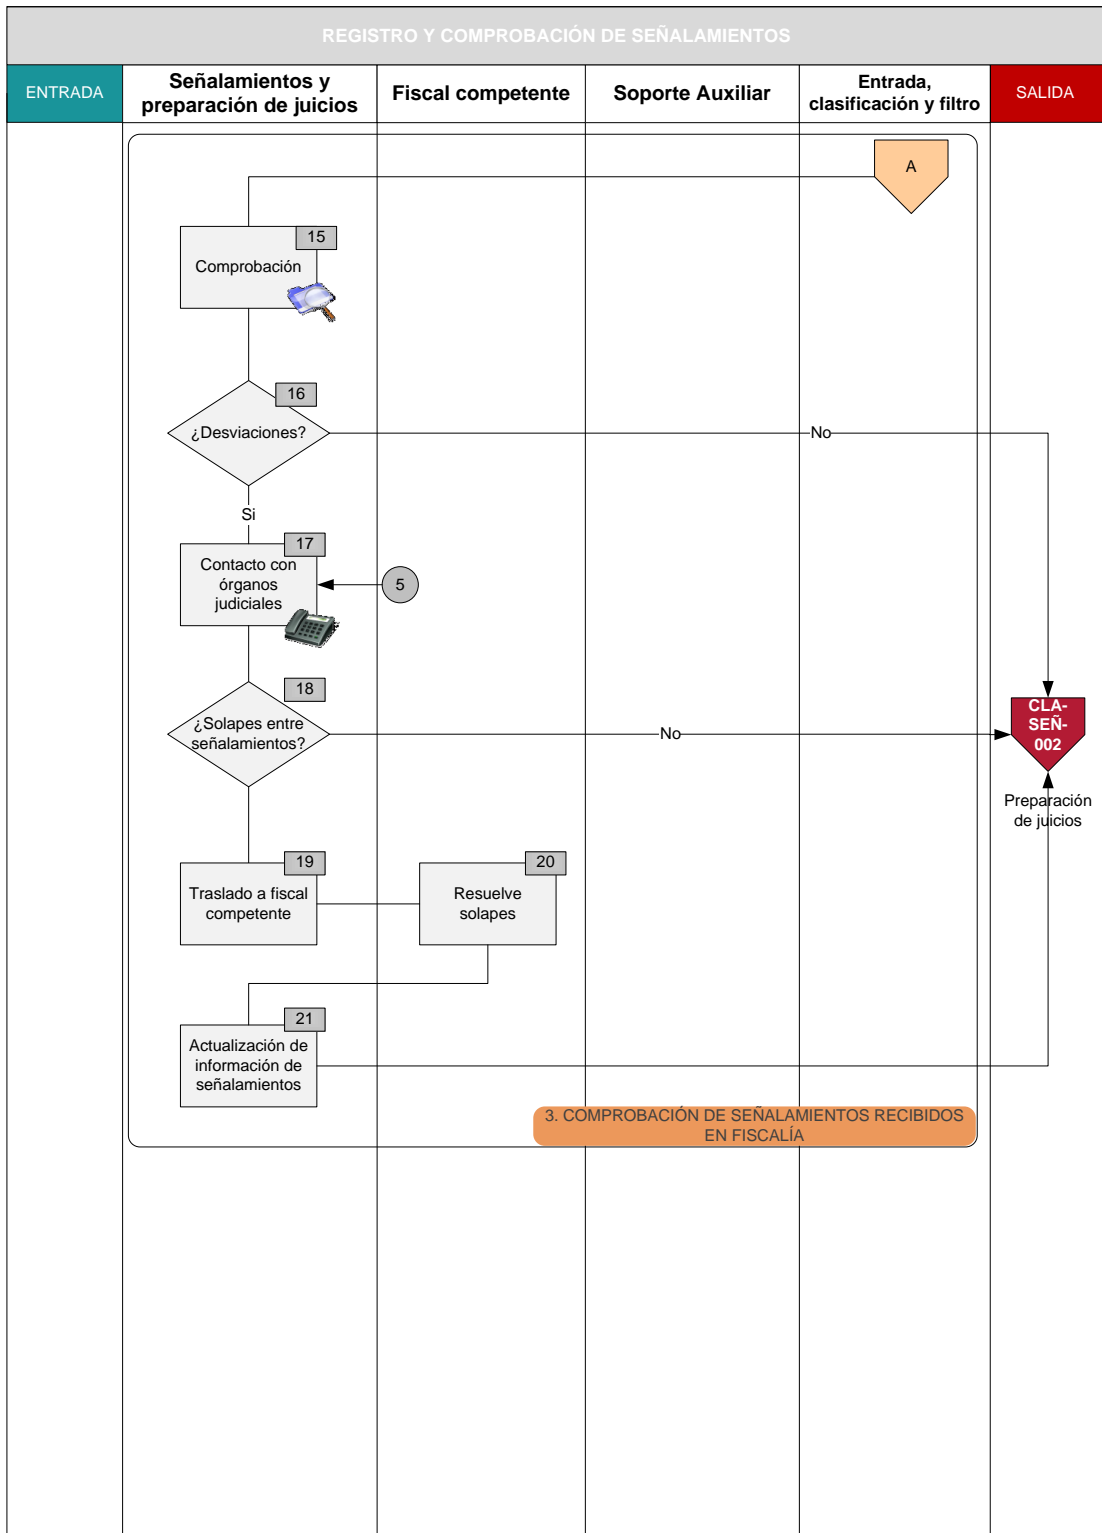 REGISTRO Y COMPROBACIÓN DE SEÑALAMIENTOS
ENTRADA
Señalamientos y
preparación de juicios
Fiscal competente
Soporte Auxiliar
Entrada,
clasificación y filtro
SALIDA
A
15
Comprobación
16
¿Desviaciones?
No
Si
17
Contacto con
órganos
judiciales
5
18
¿Solapes entre
señalamientos?
No
CLA-
SEÑ-
002
Preparación
de juicios
19
Traslado a fiscal
competente
20
Resuelve
solapes
21
Actualización de
información de
señalamientos
3. COMPROBACIÓN DE SEÑALAMIENTOS RECIBIDOS
EN FISCALÍA